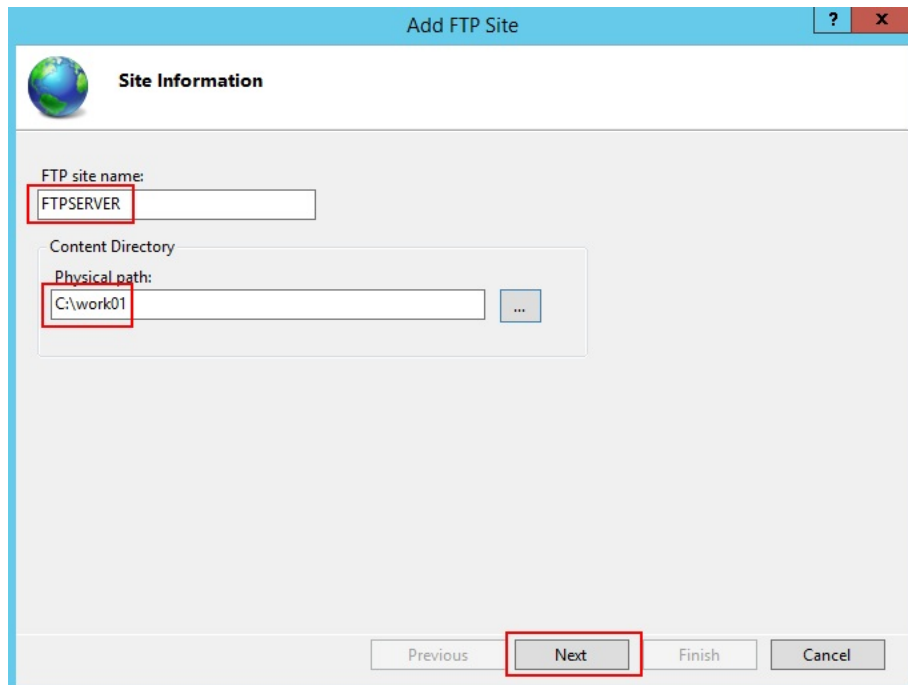 Add FTP Site
?
x
Site Information
FTP site name:
FTPSERVER
Content Directory
Physical path:
C:\work01
...
Previous
Next
Finish
Cancel